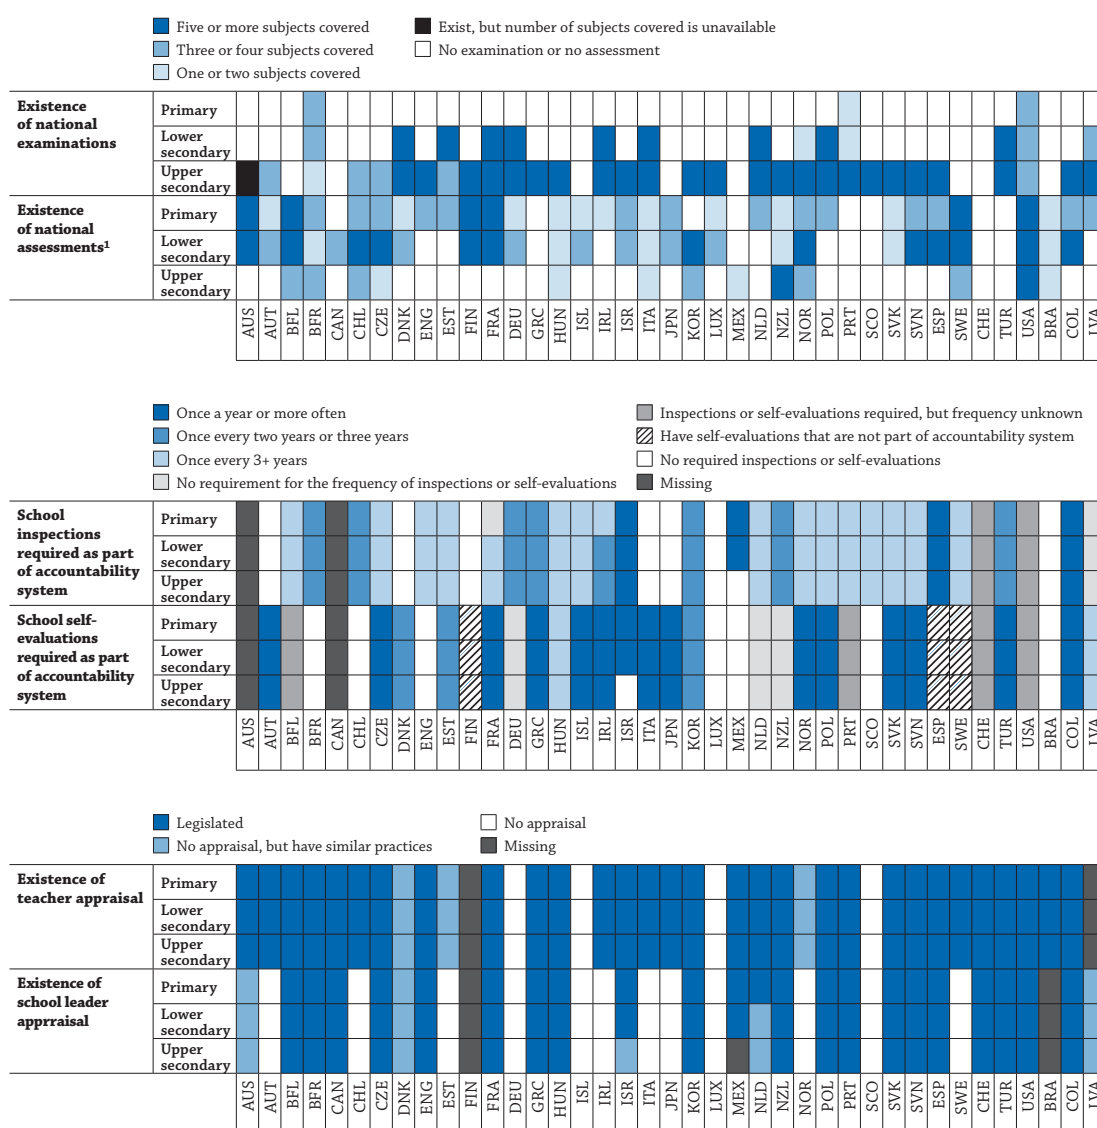 Five or more subjects covered
Exist, but number of subjects covered is unavailable
Three or four subjects covered
No examination or no assessment
One or two subjects covered
Existence
of national
examinations
Primary
Lower
secondary
Upper
secondary
Existence
of national
assessments¹
Primary
Lower
secondary
Upper
secondary
AUS AUT BFL BFR CAN CHL CZE DNK ENG EST FIN FRA DEU GRC HUN ISL IRL ISR ITA JPN KOR LUX MEX NLD NZL NOR POL PRT SCO SVK SVN ESP SWE CHE TUR USA BRA COL LVA
Once a year or more often
Inspections or self-evaluations required, but frequency unknown
Once every two years or three years
Have self-evaluations that are not part of accountability system
Once every 3+ years
No required inspections or self-evaluations
No requirement for the frequency of inspections or self-evaluations
Missing
School
inspections
required as part
of accountability
system
Primary
Lower
secondary
Upper
secondary
School self-
evaluations
required as part
of accountability
system
Primary
Lower
secondary
Upper
secondary
AUS AUT BFL BFR CAN CHL CZE DNK ENG EST FIN FRA DEU GRC HUN ISL IRL ISR ITA JPN KOR LUX MEX NLD NZL NOR POL PRT SCO SVK SVN ESP SWE CHE TUR USA BRA COL LVA
Legislated
No appraisal
No appraisal, but have similar practices
Missing
Existence of
teacher appraisal
Primary
Lower
secondary
Upper
secondary
Existence of
school leader
apprraisal
Primary
Lower
secondary
Upper
secondary
AUS AUT BFL BFR CAN CHL CZE DNK ENG EST FIN FRA DEU GRC HUN ISL IRL ISR ITA JPN KOR LUX MEX NLD NZL NOR POL PRT SCO SVK SVN ESP SWE CHE TUR USA BRA COL LVA